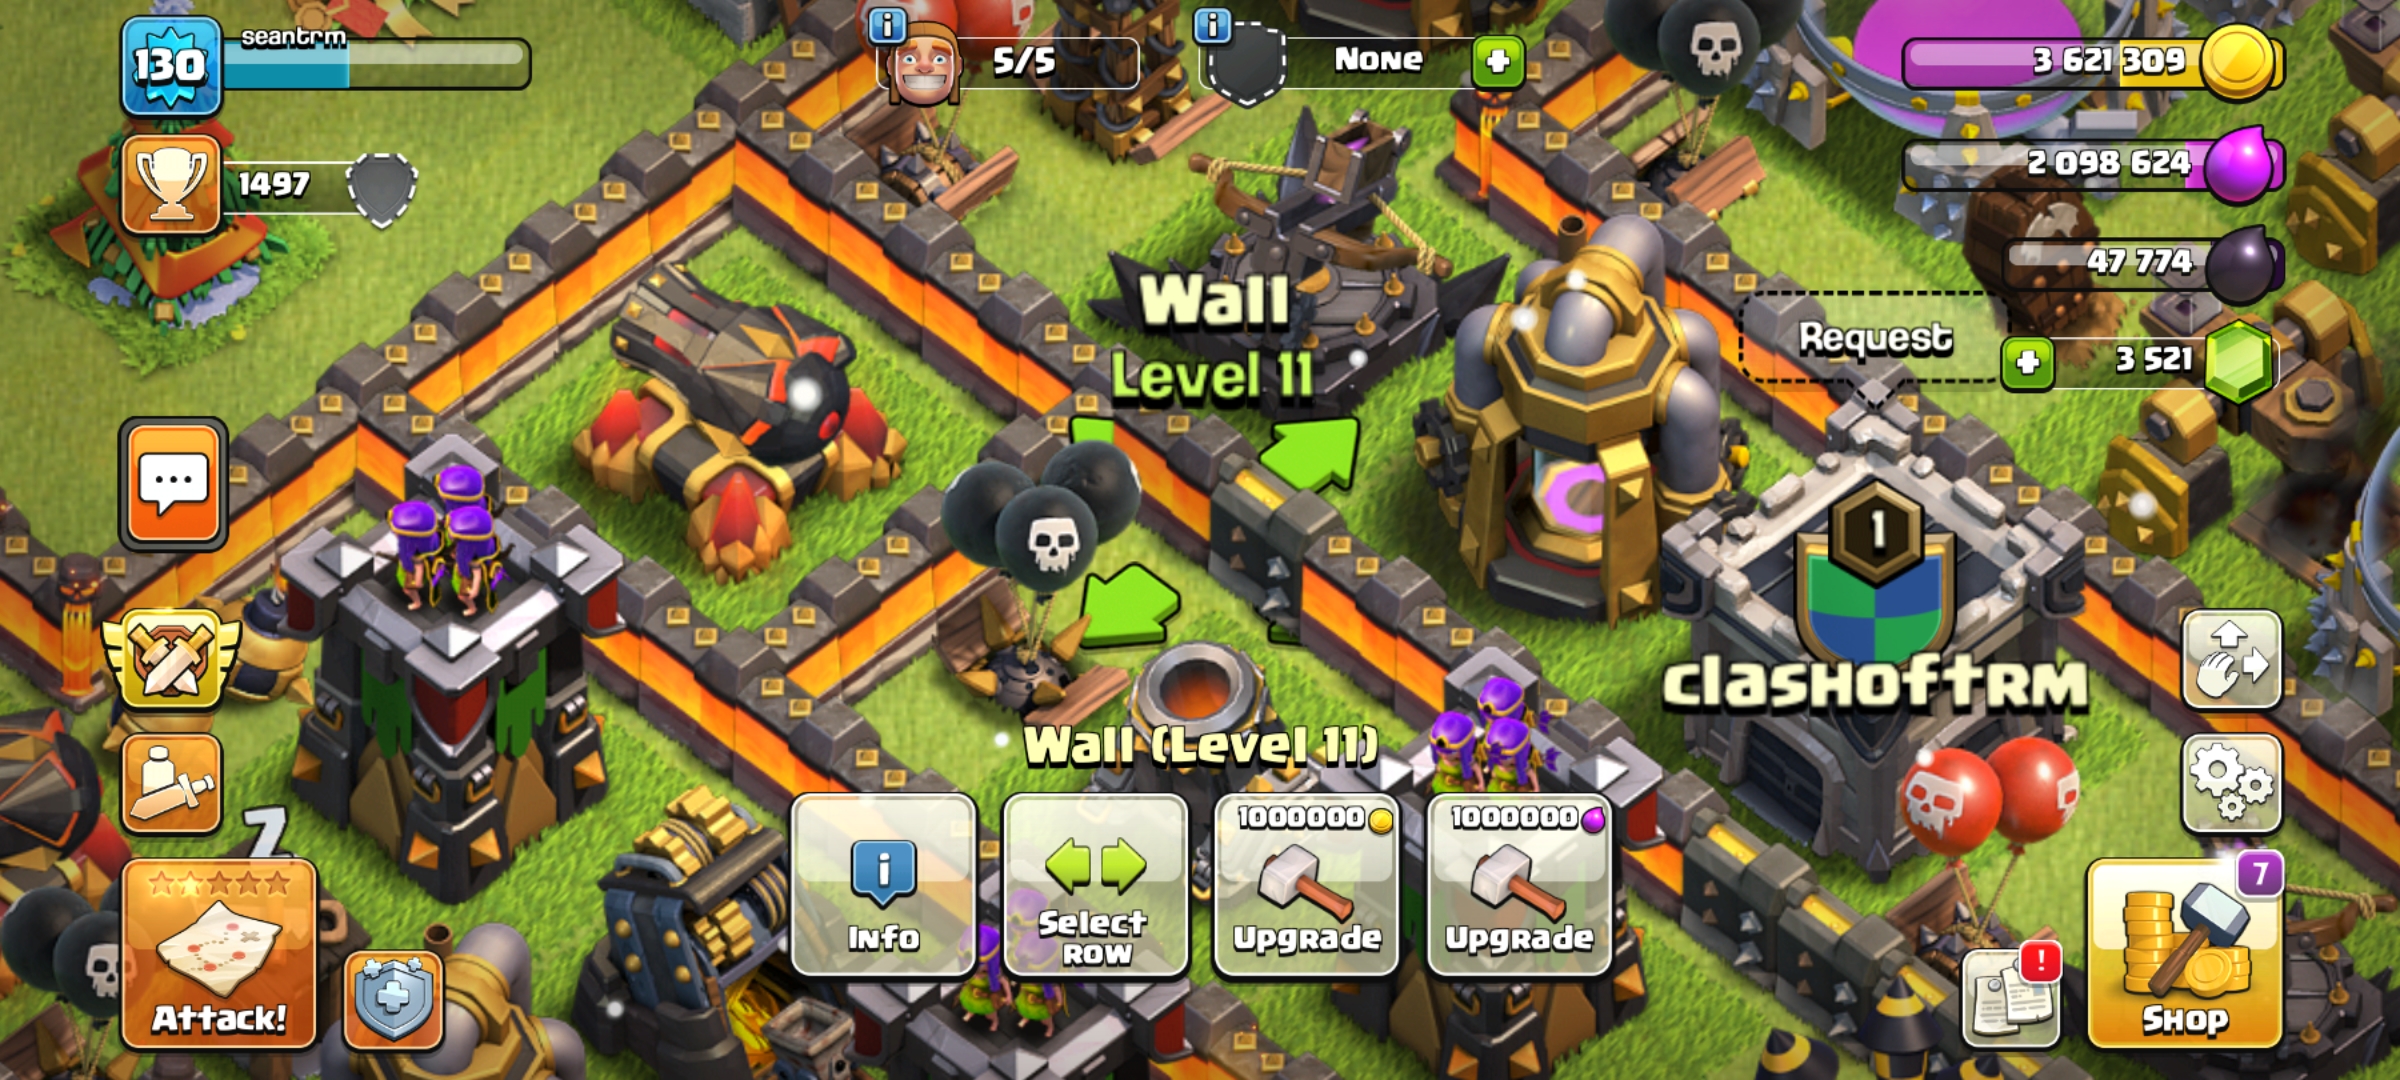 130
seantrm
5/5
None
3 621 309
1497
2 098 624
47 774
Request
3 521
Wall
Level 11
1
clashoftRM
Wall (Level 11)
Info
Select
Row
1000000
Upgrade
1000000
Upgrade
7
Z
Attack!
!
Shop